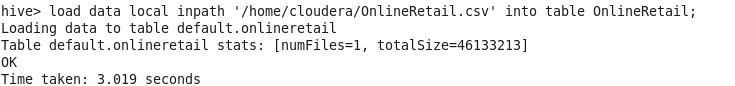 hive> load data local inpath '/home/cloudera/OnlineRetail.csv' into table OnlineRetail;
Loading data to table default.onlineretail
Table default.onlineretail stats: [numFiles=1, totalSize=46133213]
OK
Time taken: 3.019 seconds